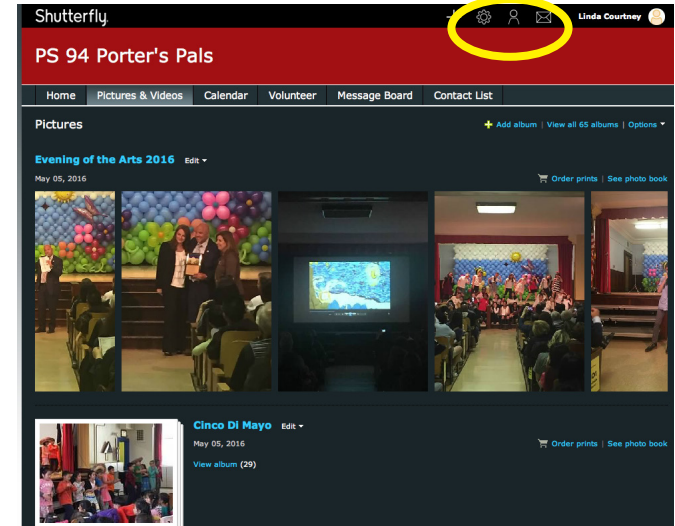 Shutterfly.
Linda Courtney
PS 94 Porter's Pals
Home Pictures & Videos Calendar Volunteer Message Board Contact List
Pictures
Add album | View all 65 albums | Options
Evening of the Arts 2016 Edit
May 05, 2016
Order prints | See photo book
Cinco Di Mayo Edit
May 05, 2016
Order prints | See photo book
View album (29)